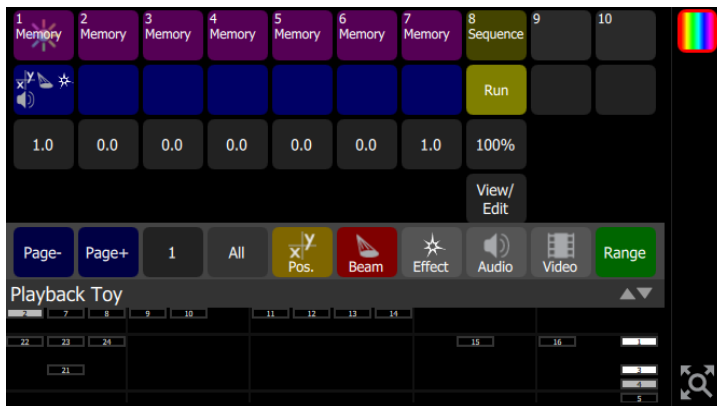 1 2 3 4 5 6 7 8 9 10
Memory Memory Memory Memory Memory Memory Memory Sequence
x y
Run
1.0 0.0 0.0 0.0 0.0 0.0 1.0 100%
View/
Edit
Page- Page+ 1 All x y Pos. Beam Effect Audio Video Range
Playback Toy
2 7 8 9 10 11 12 13 14
22 23 24 15 16 1
21 3
4
5